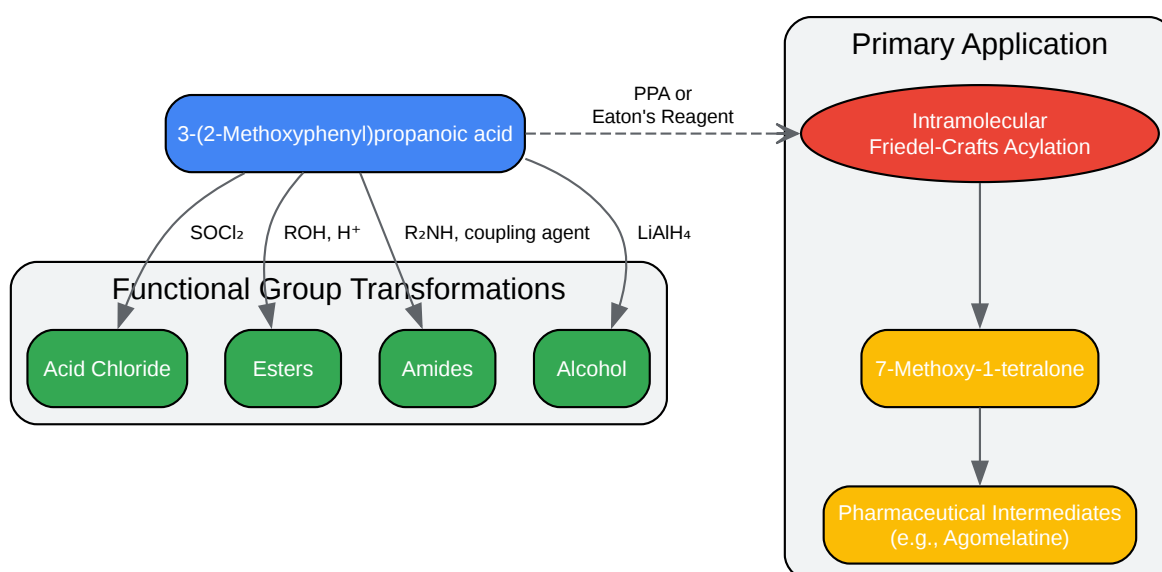 Primary Application
3-(2-Methoxyphenyl)propanoic acid
PPA or
Eaton's Reagent
Intramolecular
Friedel-Crafts Acylation
SOCl₂
ROH, H⁺
R₂NH, coupling agent
LiAlH₄
Functional Group Transformations
Acid Chloride
Esters
Amides
Alcohol
7-Methoxy-1-tetralone
Pharmaceutical Intermediates
(e.g., Agomelatine)